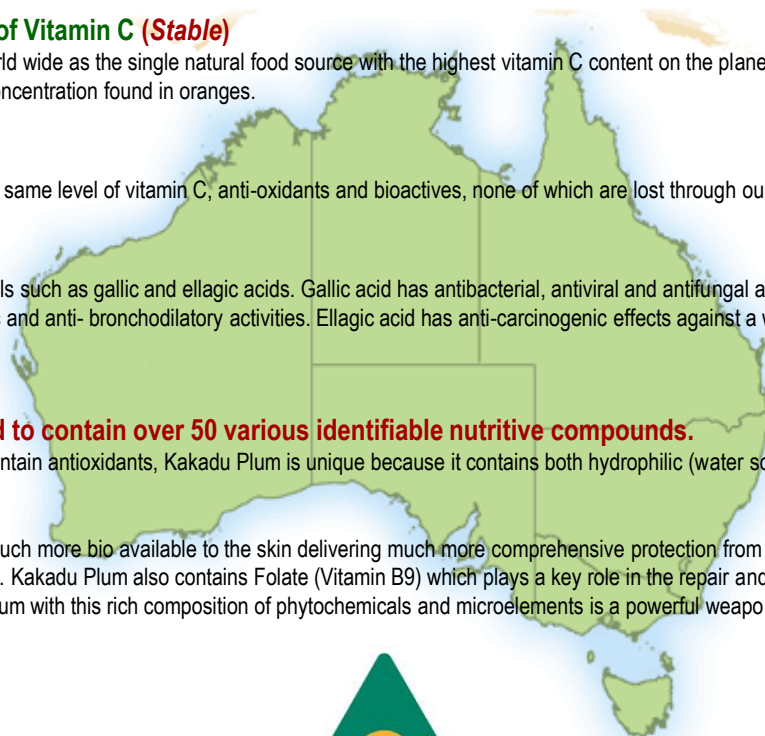 of Vitamin C (Stable)
rld wide as the single natural food source with the highest vitamin C content on the plane
oncentration found in oranges.
same level of vitamin C, anti-oxidants and bioactives, none of which are lost through ou
ls such as gallic and ellagic acids. Gallic acid has antibacterial, antiviral and antifungal a
and anti- bronchodilatory activities. Ellagic acid has anti-carcinogenic effects against a
d to contain over 50 various identifiable nutritive compounds.
ntain antioxidants, Kakadu Plum is unique because it contains both hydrophilic (water so
uch more bio available to the skin delivering much more comprehensive protection from
. Kakadu Plum also contains Folate (Vitamin B9) which plays a key role in the repair and
um with this rich composition of phytochemicals and microelements is a powerful weapo